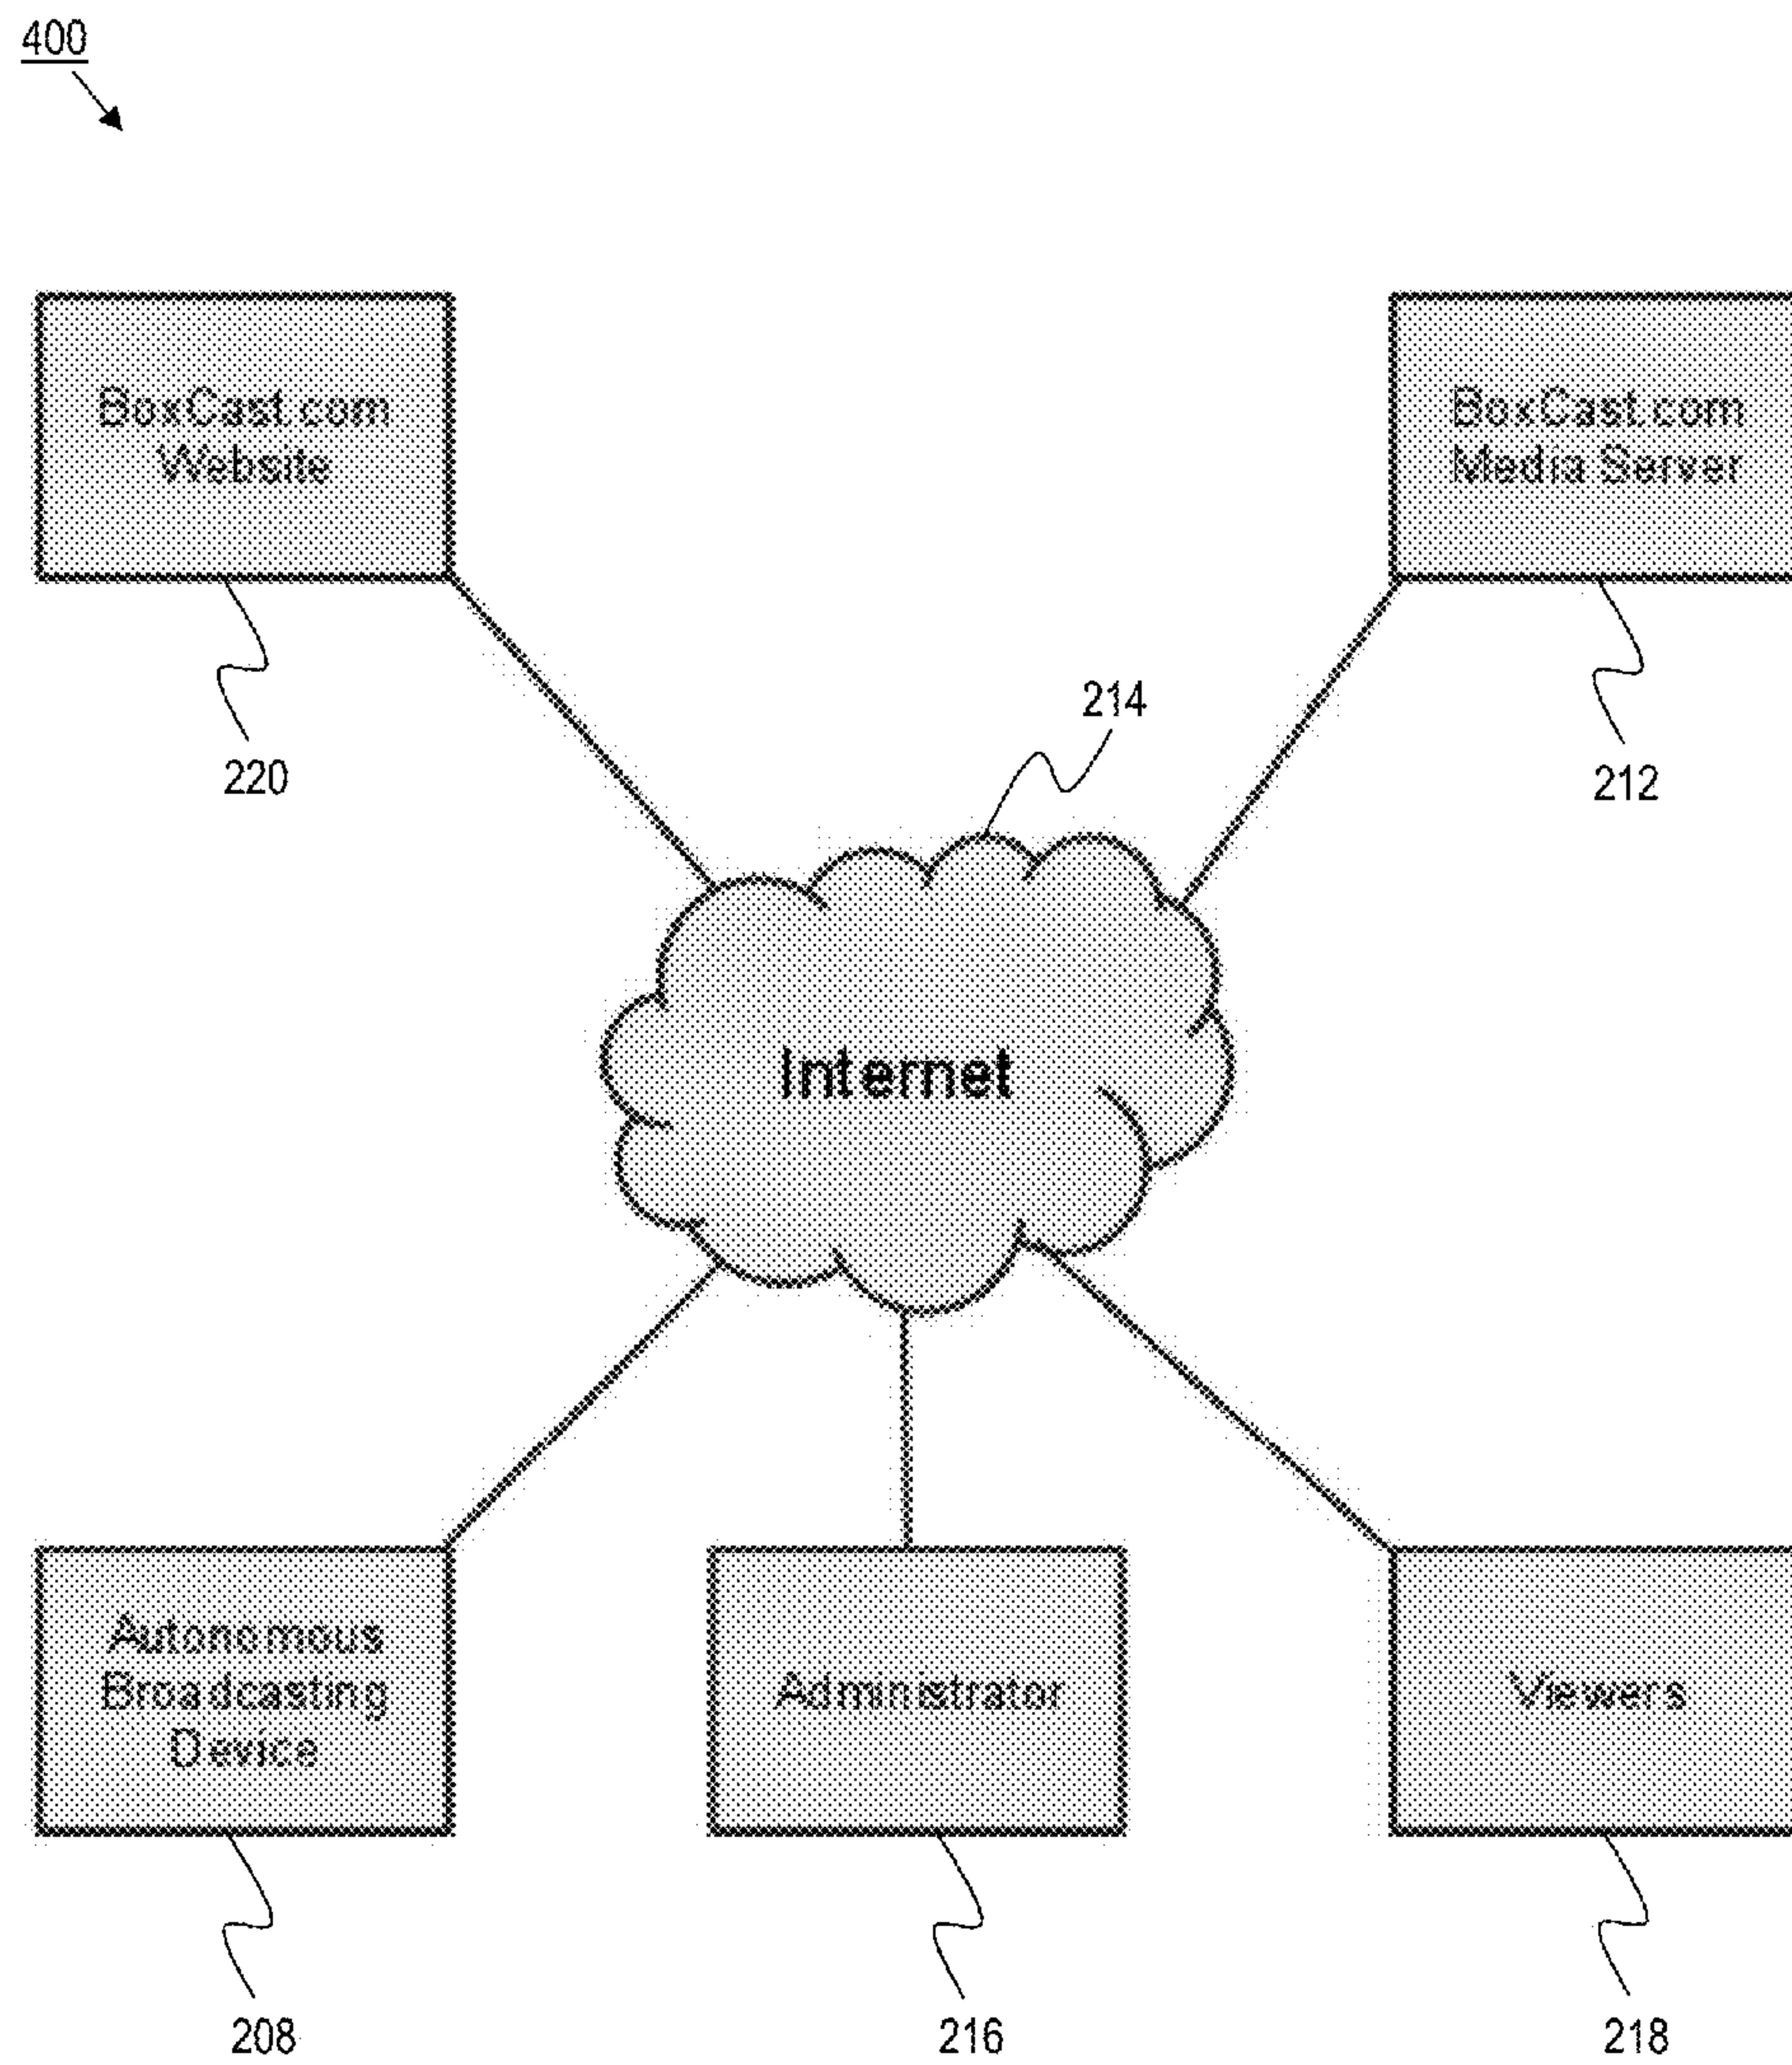 400
BoxCast.com
Website
BoxCast.com
Media Server
220
214
212
Internet
Autonomous
Broadcasting
Device
Administrator
Viewers
208
216
218